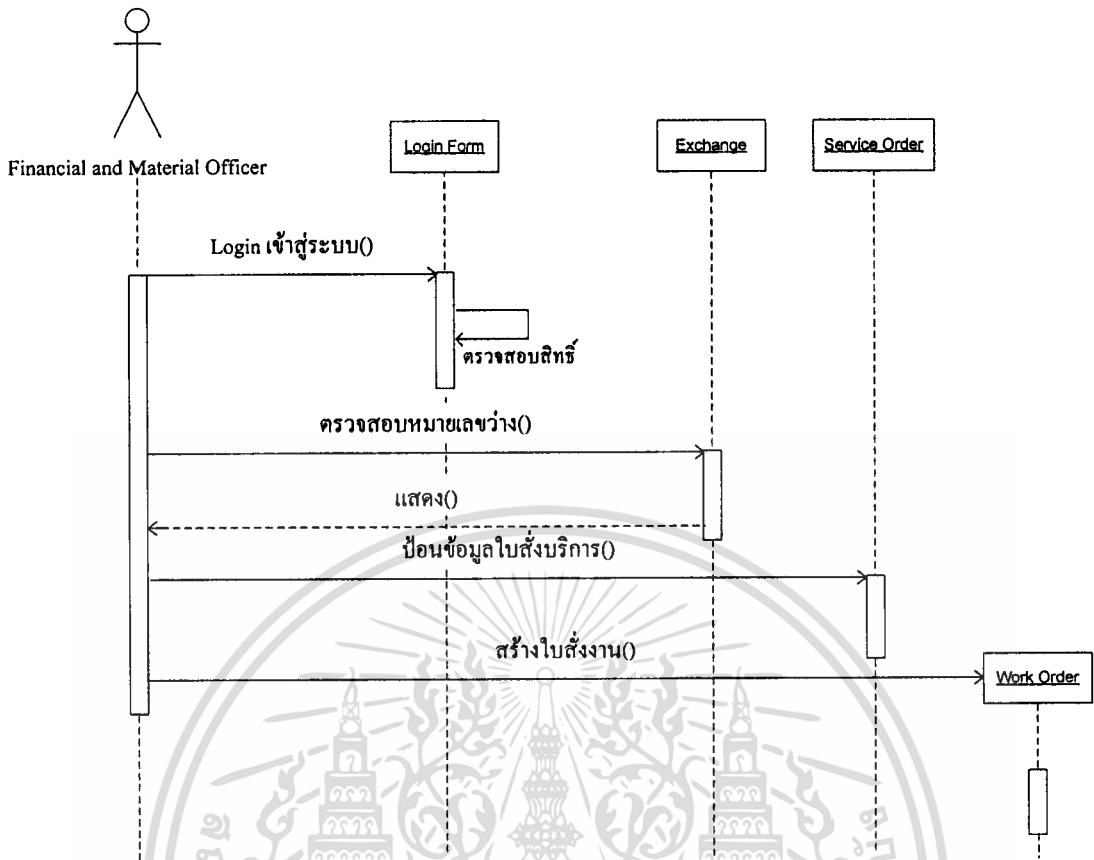 Financial and Material Officer
Login Form
Exchange
Service Order
Login เข้าสู่ระบบ()
ตรวจสอบสิทธิ์
ตรวจสอบหมายเลขว่าง()
แสดง()
ป้อนข้อมูลใบสั่งบริการ()
สร้างใบสั่งงาน()
Work Order